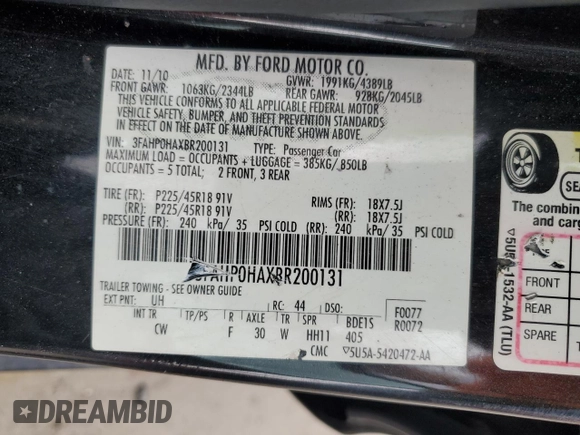 MFD. BY FORD MOTOR CO.
DATE: 11/10 GVWR: 1991KG/4389LB
FRONT GAWR: 1063KG/2344LB REAR GAWR: 928KG/2045LB
THIS VEHICLE CONFORMS TO ALL APPLICABLE FEDERAL MOTOR
VEHICLE SAFETY, BUMPER, AND THEFT PREVENTION STANDARDS
IN EFFECT ON THE DATE OF MANUFACTURE SHOWN ABOVE.
VIN: 3FAHP0HAXBR200131 TYPE: Passenger Car
MAXIMUM LOAD = OCCUPANTS + LUGGAGE = 385KG/ 850LB
OCCUPANTS = 5 TOTAL; 2 FRONT, 3 REAR
TIRE (FR): P225/45R18 91V RIMS (FR): 18X7.5J
(RR): P225/45R18 91V (RR): 18X7.5J
PRESSURE (FR): 240 kPa/ 35 PSI COLD (RR): 240 kPa/ 35 PSI COLD
3FAHP0HAXBR200131
TRAILER TOWING - SEE OWNER GUIDE
EXT PNT: UH RC: 44 DSO: F0077
R0072
INT TR TP/PS R AXLE TR SPR BDE1S
CW F 30 W HH11 405
CMC ▽5U5A-5420472-AA
T
SEA
The combine
and carg
FRONT
REAR
SPARE T
1532-AA (TLU)
DREAMBID